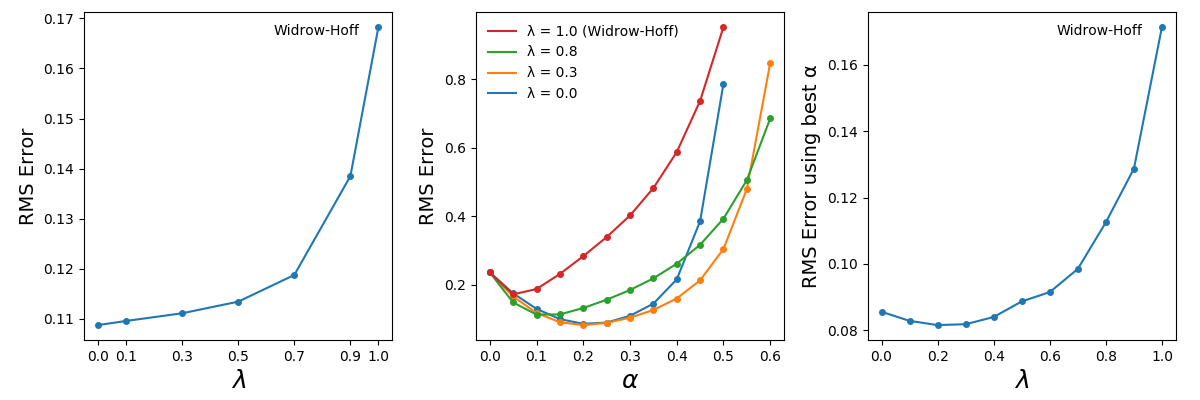 RMS Error
0.17
0.16
0.15
0.14
0.13
0.12
0.11
Widrow-Hoff
0.0 0.1 0.3 0.5 0.7 0.9 1.0
λ
RMS Error
0.8
0.6
0.4
0.2
λ = 1.0 (Widrow-Hoff)
λ = 0.8
λ = 0.3
λ = 0.0
0.0 0.1 0.2 0.3 0.4 0.5 0.6
α
RMS Error using best α
0.16
0.14
0.12
0.10
0.08
Widrow-Hoff
0.0 0.2 0.4 0.6 0.8 1.0
λ